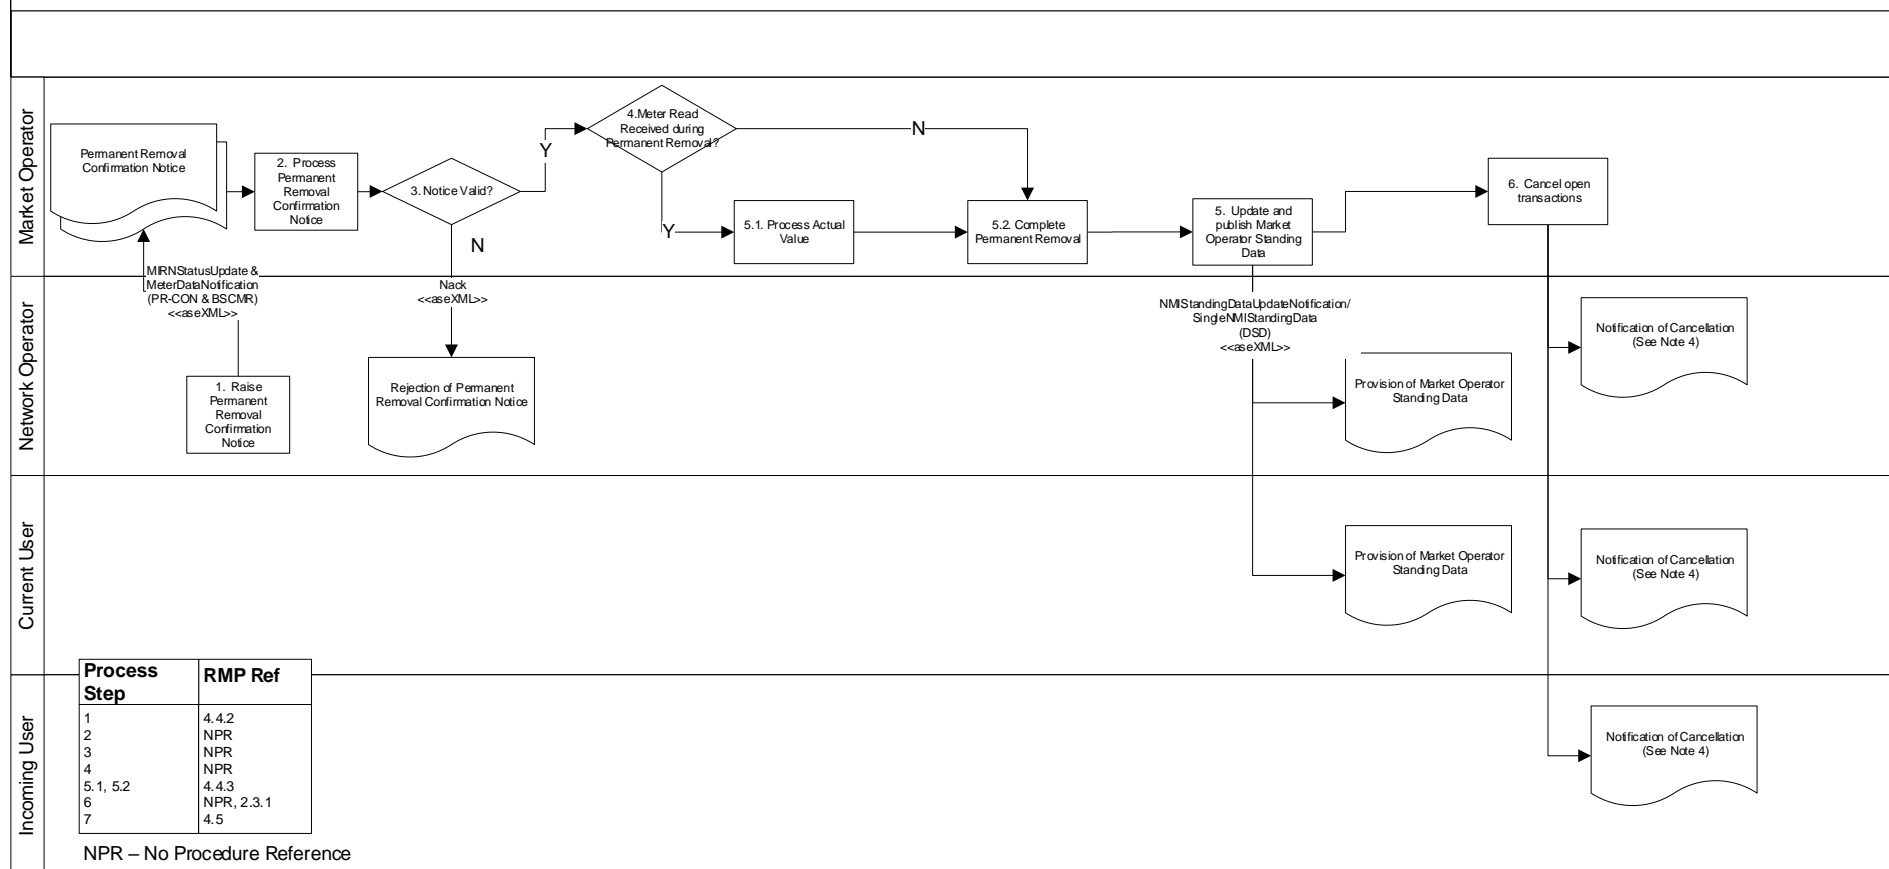 Market Operator
Permanent Removal
Confirmation Notice
2. Process
Permanent
Removal
Confirmation
Notice
3. Notice Valid?
Y
N
4.Meter Read
Received during
Permanent Removal?
N
Y
5.1. Process Actual
Value
5.2. Complete
Permanent Removal
5. Update and
publish Market
Operator Standing
Data
6. Cancel open
transactions
MIRNStatusUpdate &
MeterDataNotification
(PR-CON & BSCMR)
<<aseXML>>
Nack
<<aseXML>>
NMIStandingDataUpdateNotification/
SingleNMIStandingData
(DSD)
<<aseXML>>
Network Operator
1. Raise
Permanent
Removal
Confirmation
Notice
Rejection of Permanent
Removal Confirmation Notice
Provision of Market Operator
Standing Data
Notification of Cancellation
(See Note 4)
Current User
Provision of Market Operator
Standing Data
Notification of Cancellation
(See Note 4)
Incoming User
Notification of Cancellation
(See Note 4)
Process Step RMP Ref
1 4.4.2
2 NPR
3 NPR
4 NPR
5.1, 5.2 4.4.3
6 NPR, 2.3.1
7 4.5
NPR – No Procedure Reference